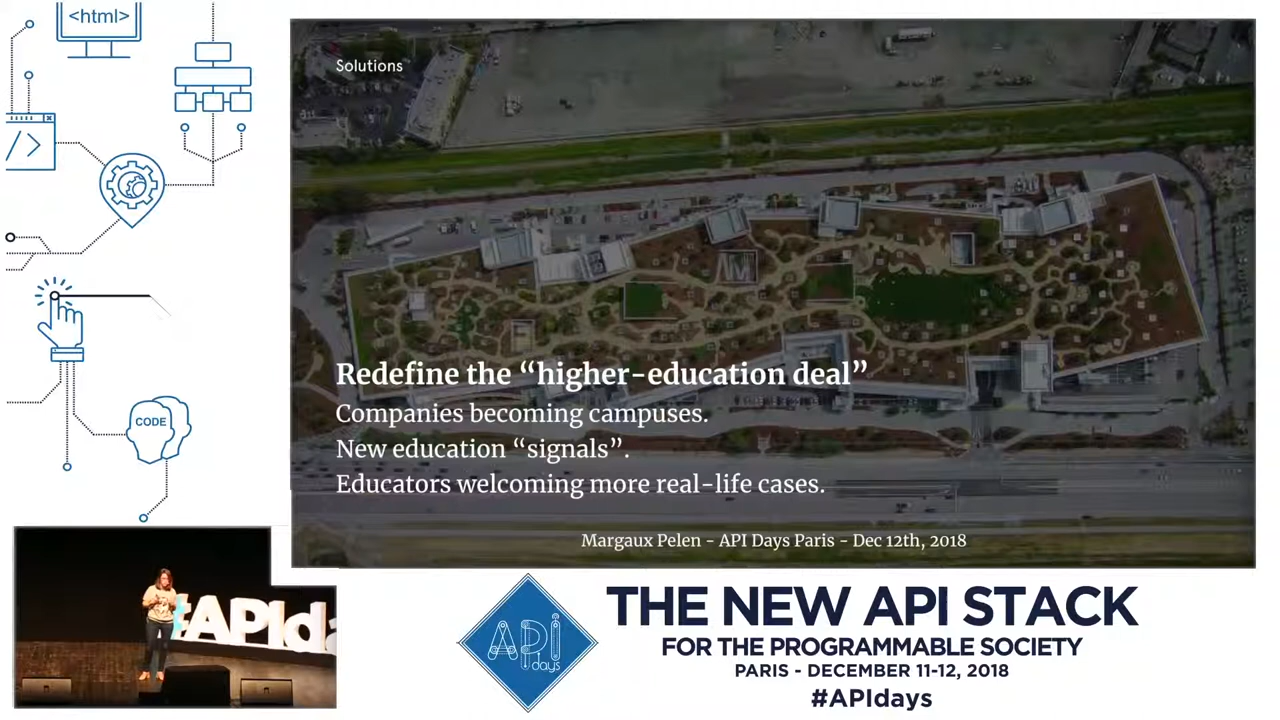 <html>
Solutions
</>
CODE
Redefine the “higher-education deal”
Companies becoming campuses.
New education “signals”.
Educators welcoming more real-life cases.
Margaux Pelen - API Days Paris - Dec 12th, 2018
#APIda
API
days
THE NEW API STACK
FOR THE PROGRAMMABLE SOCIETY
PARIS - DECEMBER 11-12, 2018
#APIdays